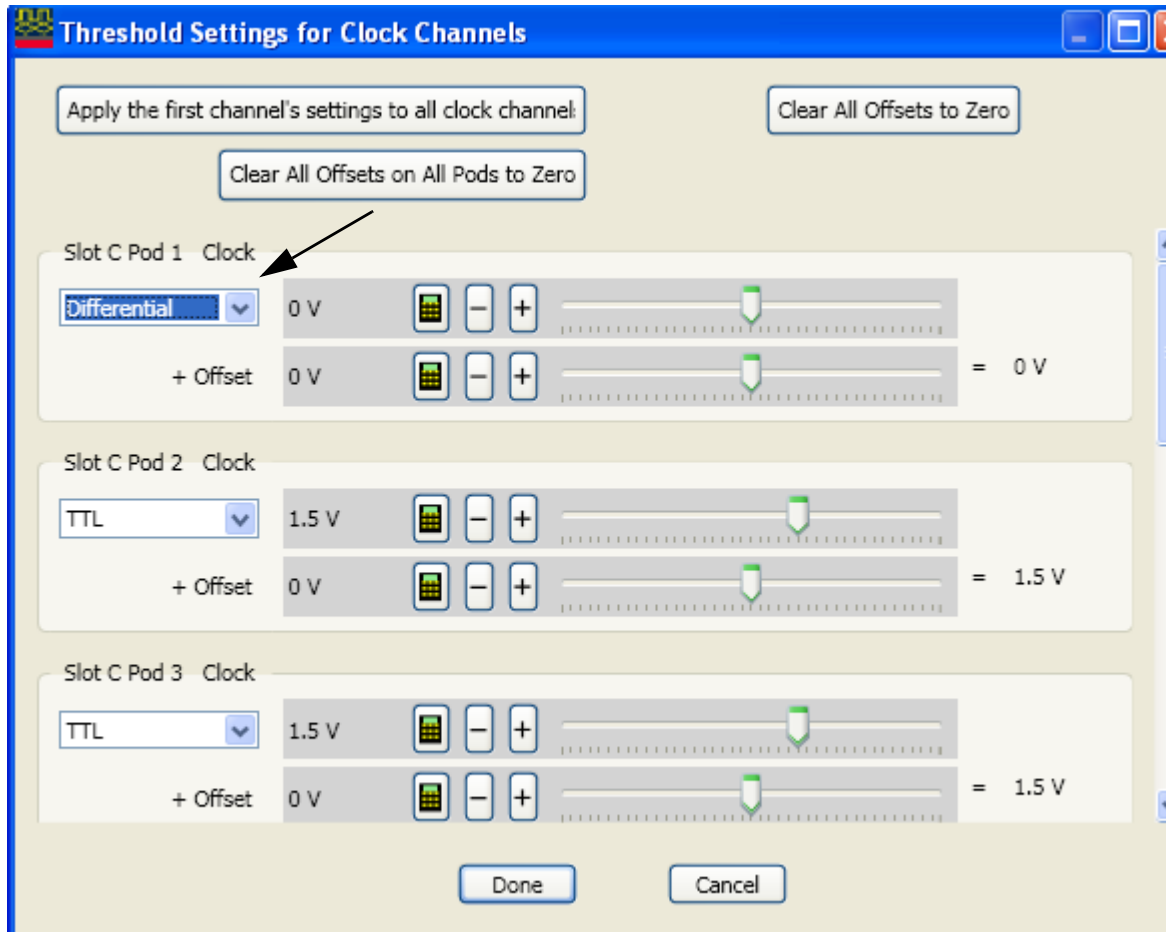 Threshold Settings for Clock Channels
Apply the first channel's settings to all clock channel
Clear All Offsets to Zero
Clear All Offsets on All Pods to Zero
Slot C Pod 1 Clock
Differential
0 V
+ Offset
0 V
= 0 V
Slot C Pod 2 Clock
TTL
1.5 V
+ Offset
0 V
= 1.5 V
Slot C Pod 3 Clock
TTL
1.5 V
+ Offset
0 V
= 1.5 V
Done
Cancel